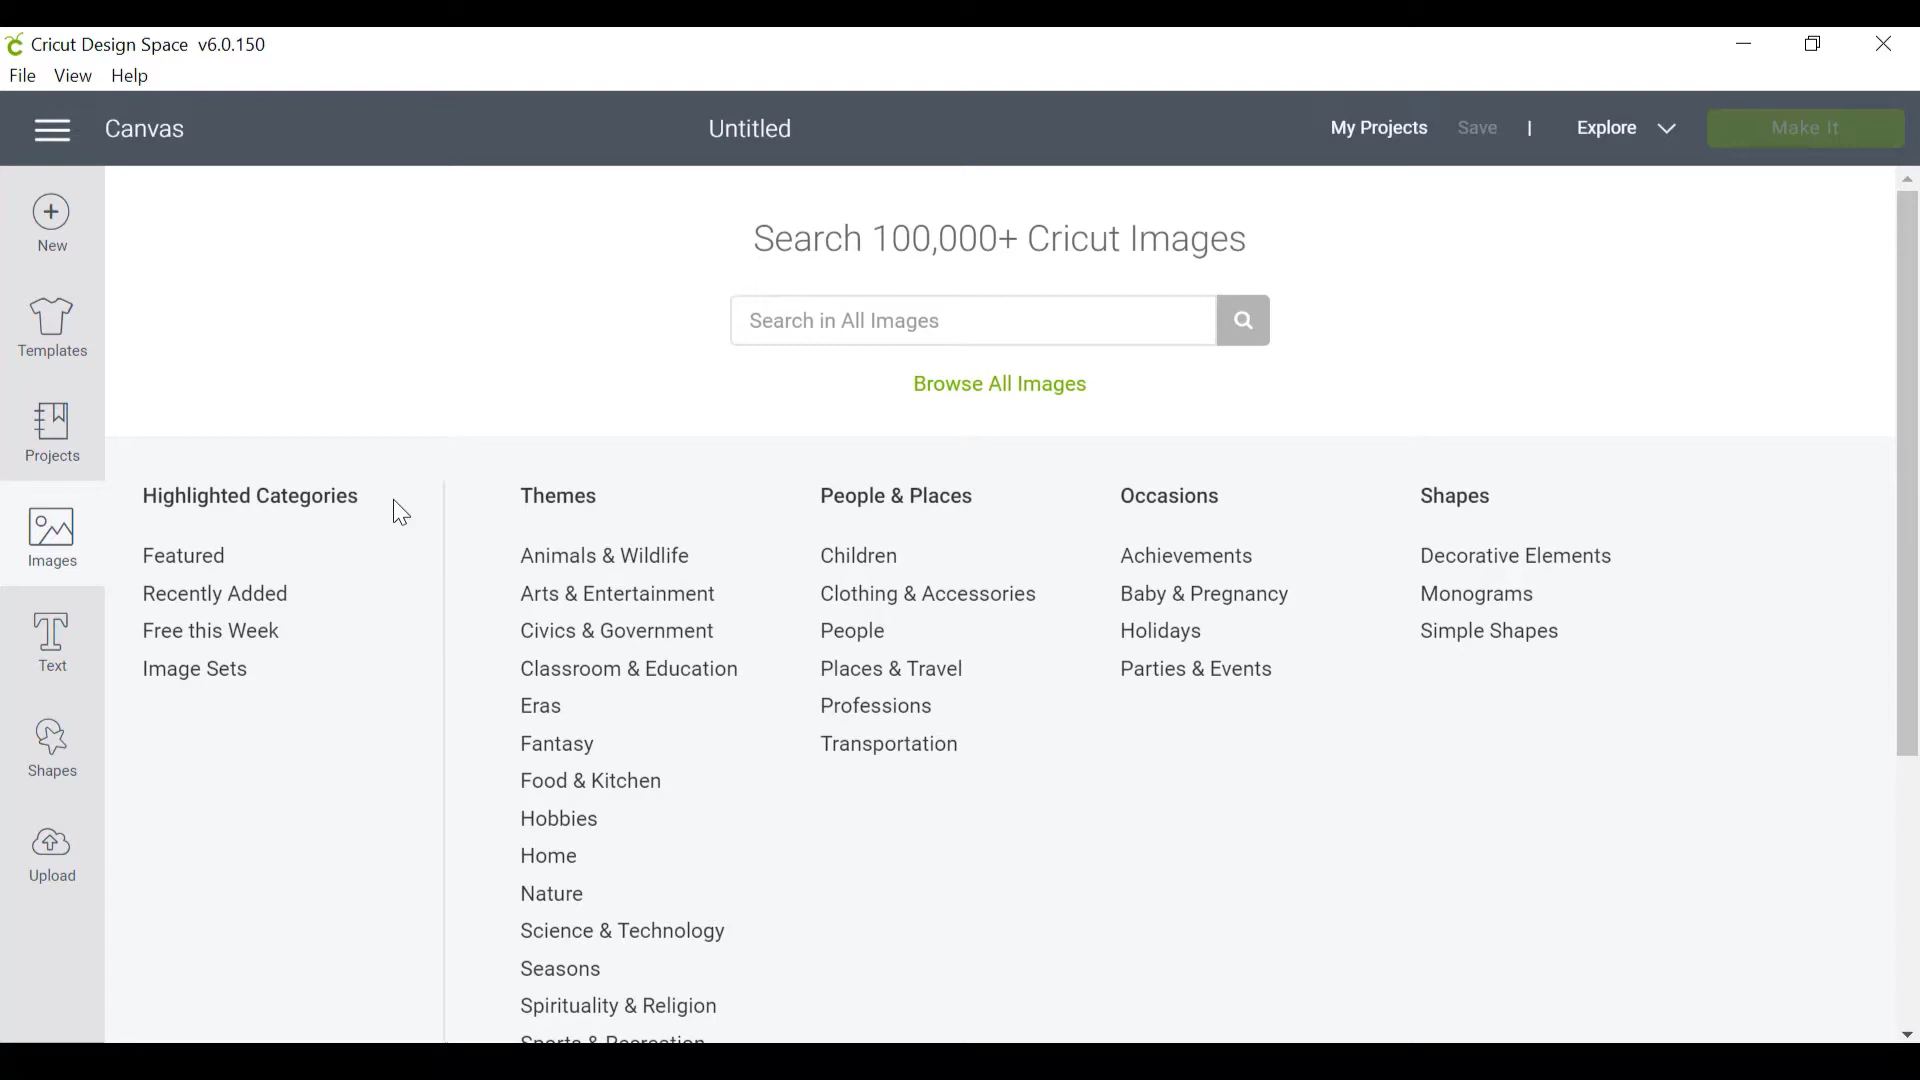 Cricut Design Space v6.0.150
File View Help
Canvas
Untitled
My Projects Save | Explore Make It
New
Templates
Projects
Images
Text
Shapes
Upload
Search 100,000+ Cricut Images
Search in All Images
Browse All Images
Highlighted Categories
Featured
Recently Added
Free this Week
Image Sets
Themes
Animals & Wildlife
Arts & Entertainment
Civics & Government
Classroom & Education
Eras
Fantasy
Food & Kitchen
Hobbies
Home
Nature
Science & Technology
Seasons
Spirituality & Religion
Sports & Recreation
People & Places
Children
Clothing & Accessories
People
Places & Travel
Professions
Transportation
Occasions
Achievements
Baby & Pregnancy
Holidays
Parties & Events
Shapes
Decorative Elements
Monograms
Simple Shapes